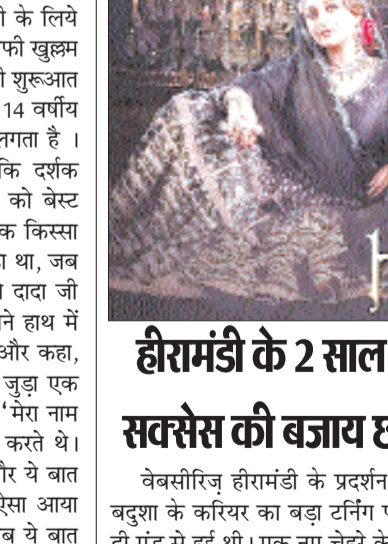 के लिये
खुल्लम
शुरूआत
14 वर्षीय
लगता है ।
कि दर्शक
को बेस्ट
किस्सा
था, जब
दादा जी
ने हाथ में
और कहा,
जुड़ा एक
'मेरा नाम
करते थे।
ये बात
ऐसा आया
ये बात
h
हीरामंडी के 2 साल
सक्सेस की बजाय
वेबसीरिज़ हीरामंडी के प्रदर्शन
बदुशा के करियर का बड़ा टर्निंग